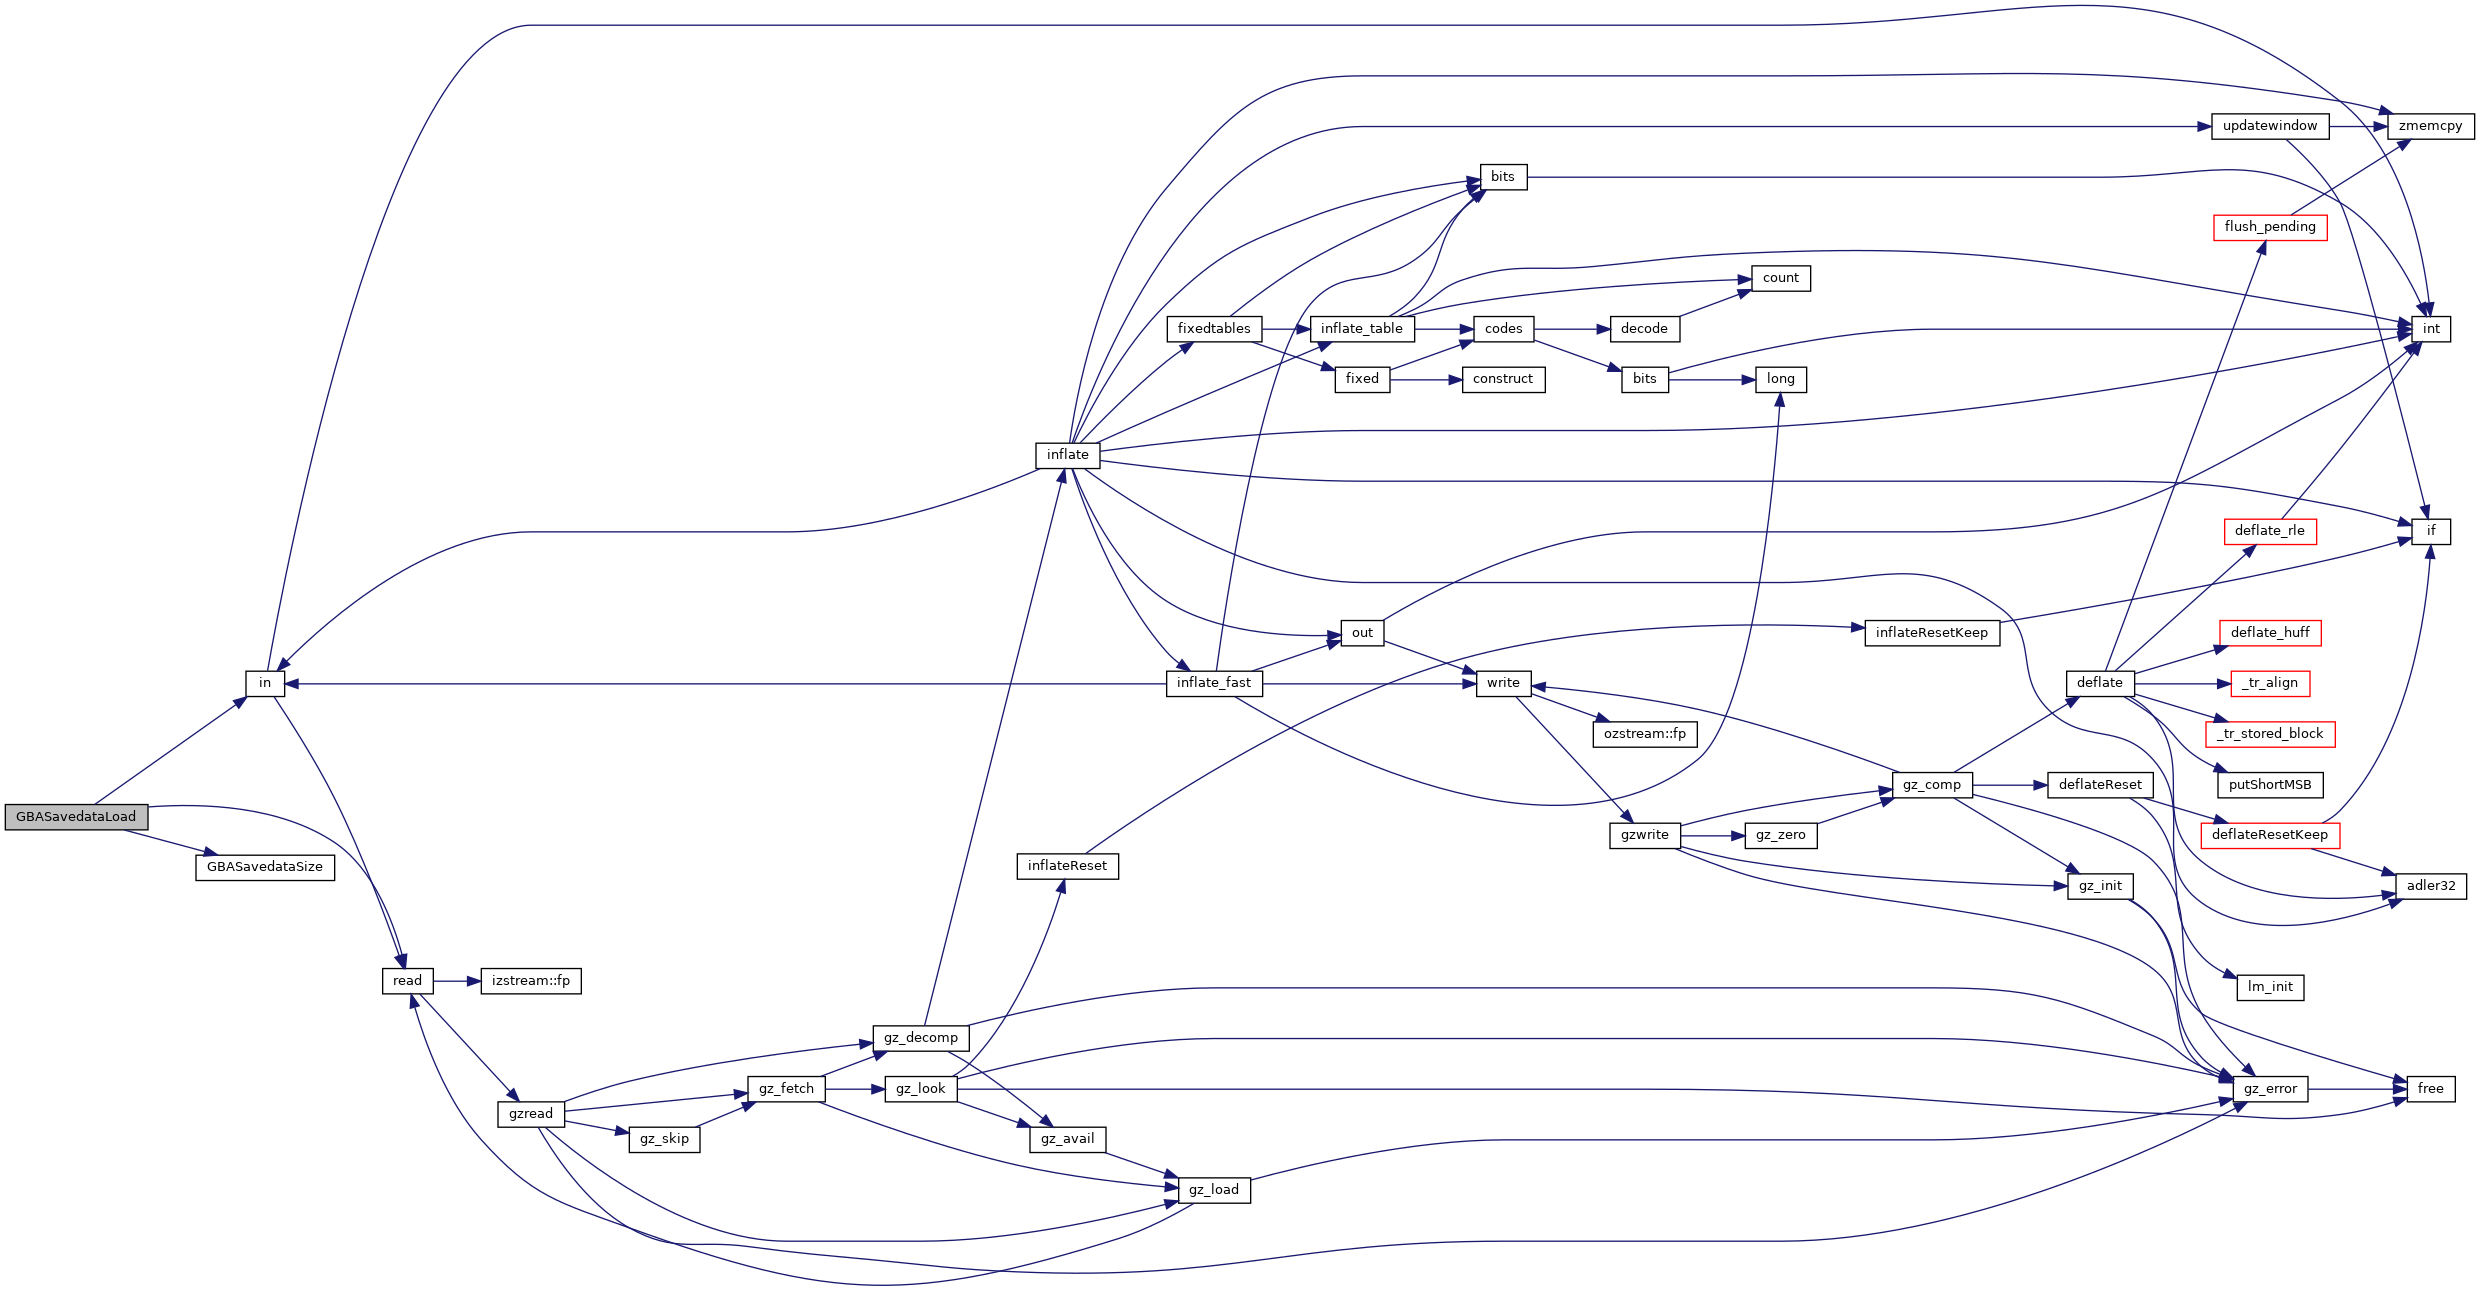 GBASavedataLoad
in
GBASavedataSize
read
izstream::fp
gzread
gz_skip
gz_fetch
gz_decomp
gz_look
inflate
inflateReset
gz_avail
fixedtables
inflate_fast
gz_load
inflate_table
fixed
out
bits
codes
construct
write
decode
bits
ozstream::fp
gzwrite
count
long
gz_zero
inflateResetKeep
gz_comp
deflate
deflateReset
gz_init
updatewindow
flush_pending
deflate_rle
deflate_huff
_tr_align
_tr_stored_block
putShortMSB
deflateResetKeep
lm_init
gz_error
zmemcpy
int
if
adler32
free